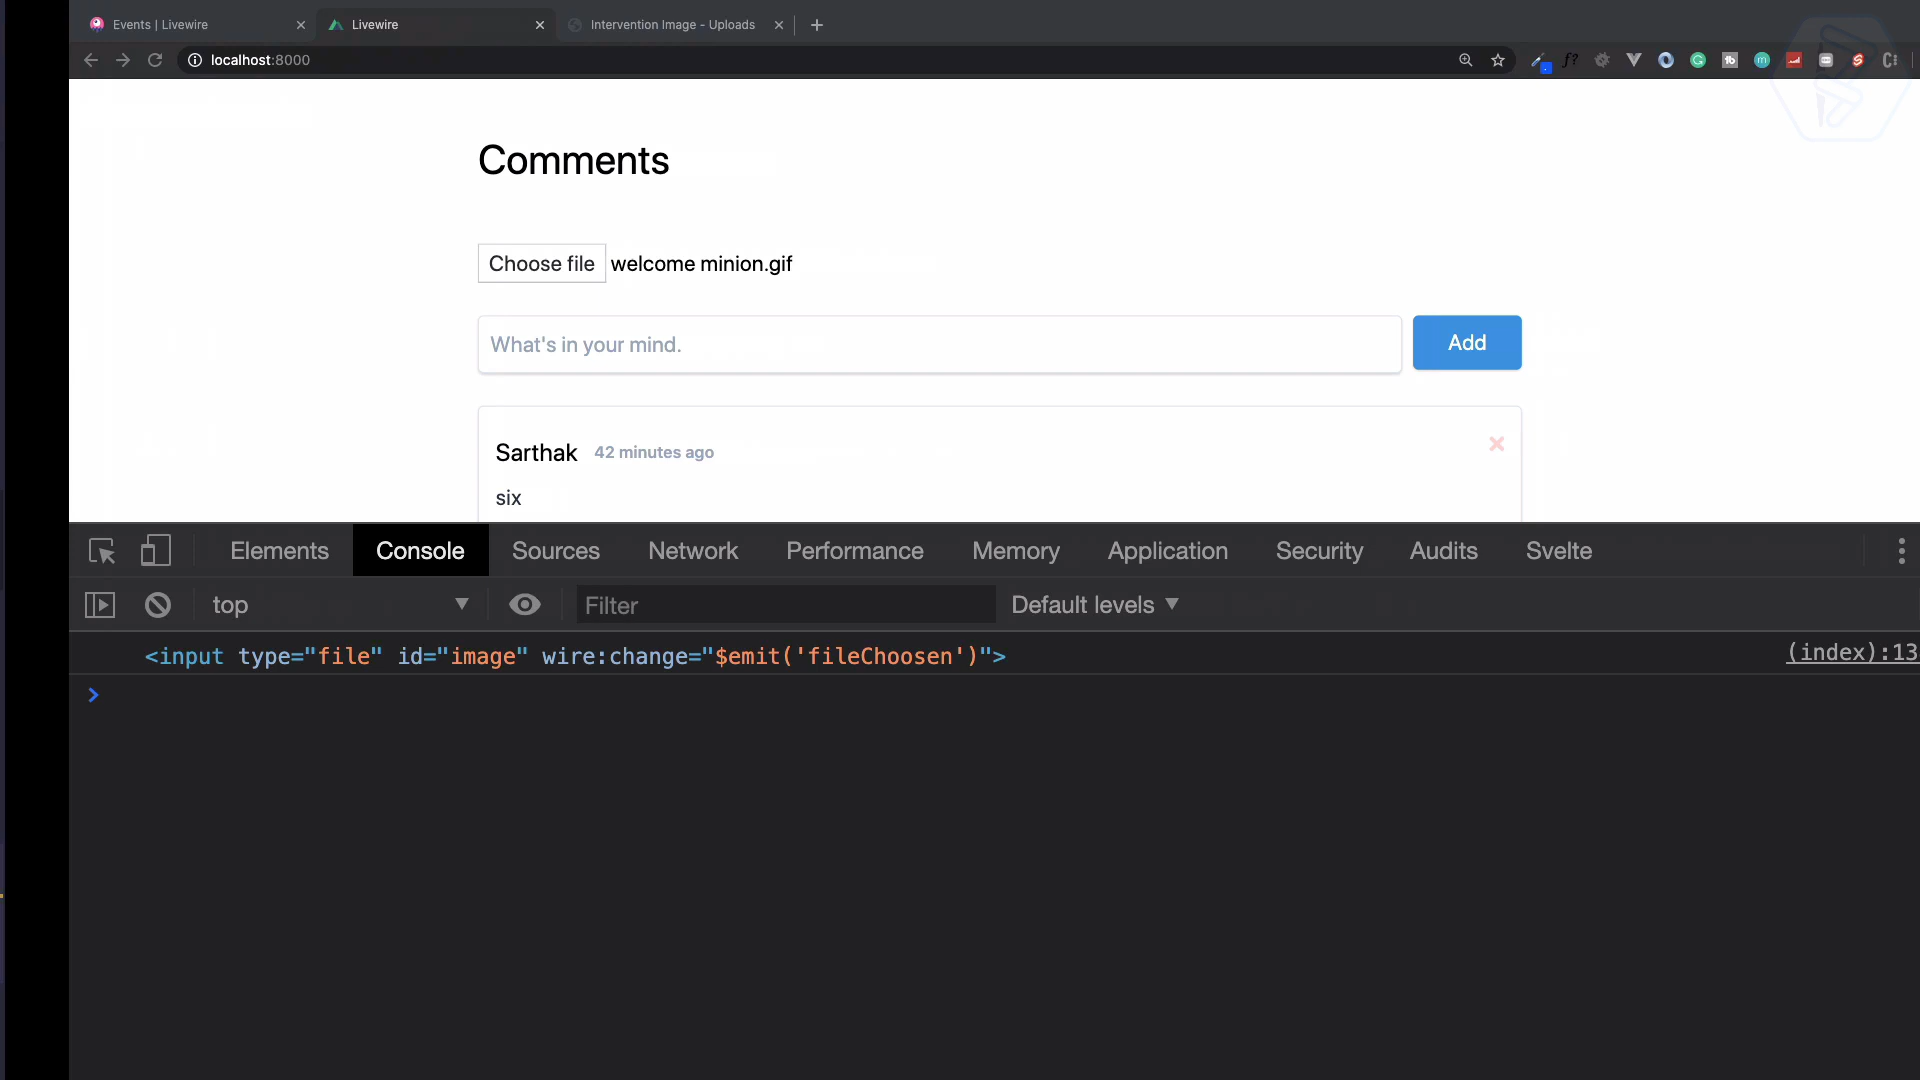 Events | Livewire
Livewire
Intervention Image - Uploads
localhost:8000
Comments
Choose file welcome minion.gif
What's in your mind.
Add
Sarthak 42 minutes ago
six
Elements Console Sources Network Performance Memory Application Security Audits Svelte
top Filter Default levels
<input type="file" id="image" wire:change="$emit('fileChoosen')"> (index):13